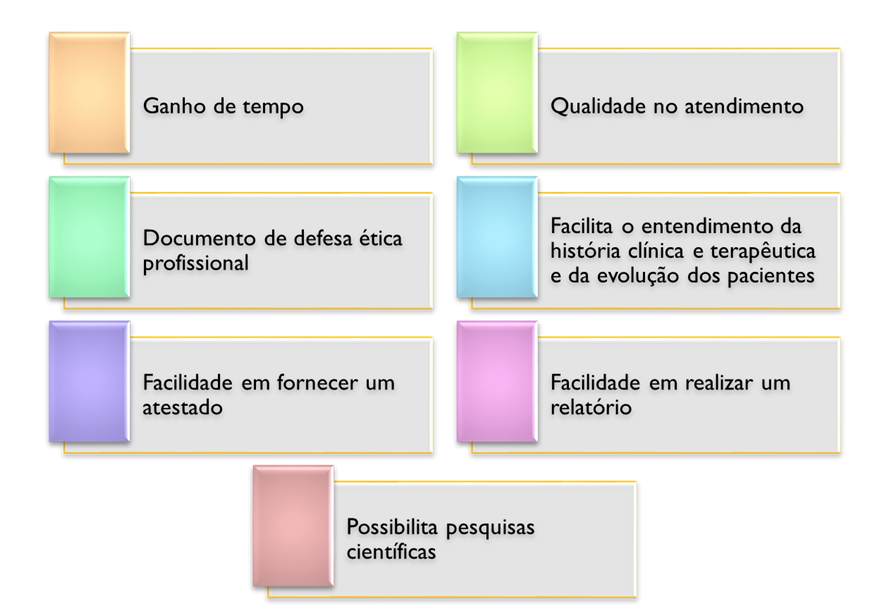 Ganho de tempo
Qualidade no atendimento
Documento de defesa ética
profissional
Facilita o entendimento da
história clínica e terapêutica
e da evolução dos pacientes
Facilidade em fornecer um
atestado
Facilidade em realizar um
relatório
Possibilita pesquisas
científicas